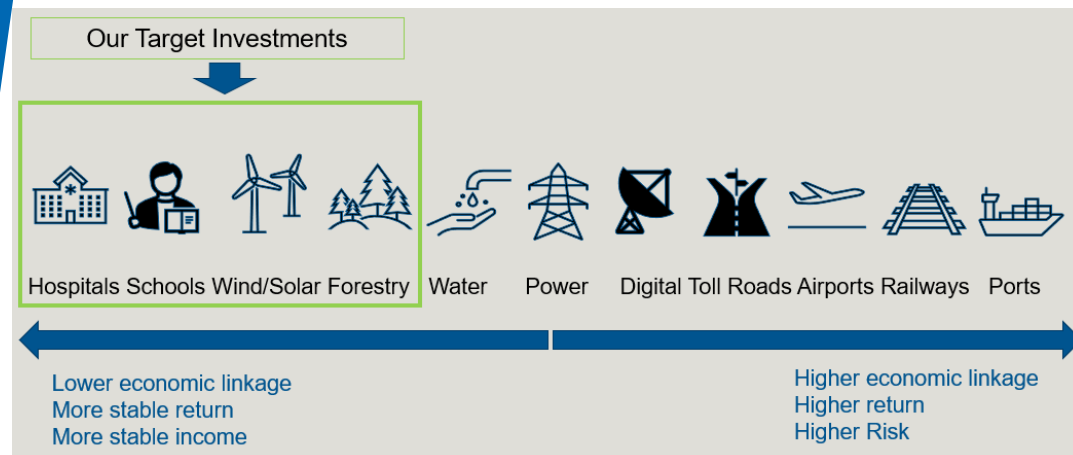 Our Target Investments
Hospitals Schools Wind/Solar Forestry Water Power Digital Toll Roads Airports Railways Ports
Lower economic linkage
More stable return
More stable income
Higher economic linkage
Higher return
Higher Risk